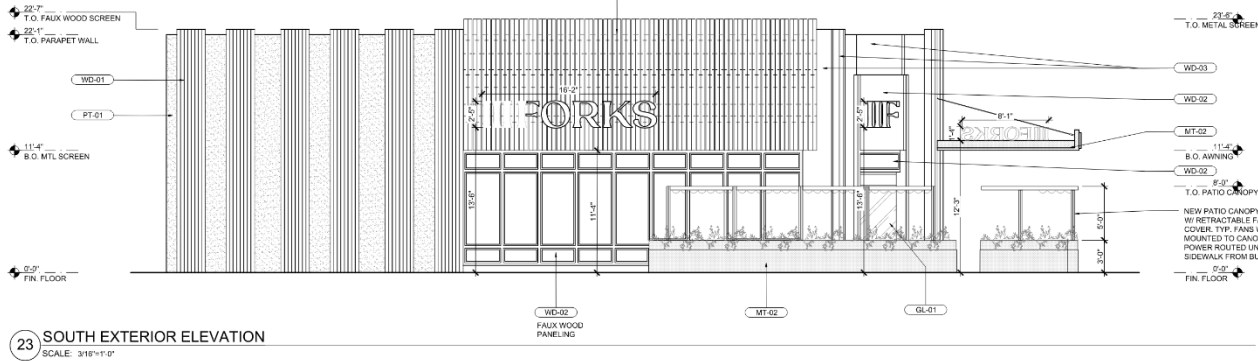 22'-7"
T.O. FAUX WOOD SCREEN
22'-1"
T.O. PARAPET WALL
WD-01
PT-01
11'-4"
B.O. MTL SCREEN
0'-0"
FIN. FLOOR
16'-2"
2'-5"
FORKS
13'-6"
11'-4"
2'-5"
13'-6"
8'-1"
1'-4"
FORKS
12'-3"
5'-0"
3'-0"
23'-6"
T.O. METAL SCREEN
WD-03
WD-02
MT-02
11'-4"
B.O. AWNING
WD-02
8'-0"
T.O. PATIO CANOPY
NEW PATIO CANOPY
W/ RETRACTABLE
COVER. TYP. FANS
MOUNTED TO
POWER ROUTED
SIDEWALK FROM
0'-0"
FIN. FLOOR
WD-02
FAUX WOOD
PANELING
MT-02
GL-01
23 SOUTH EXTERIOR ELEVATION
SCALE: 3/16"=1'-0"